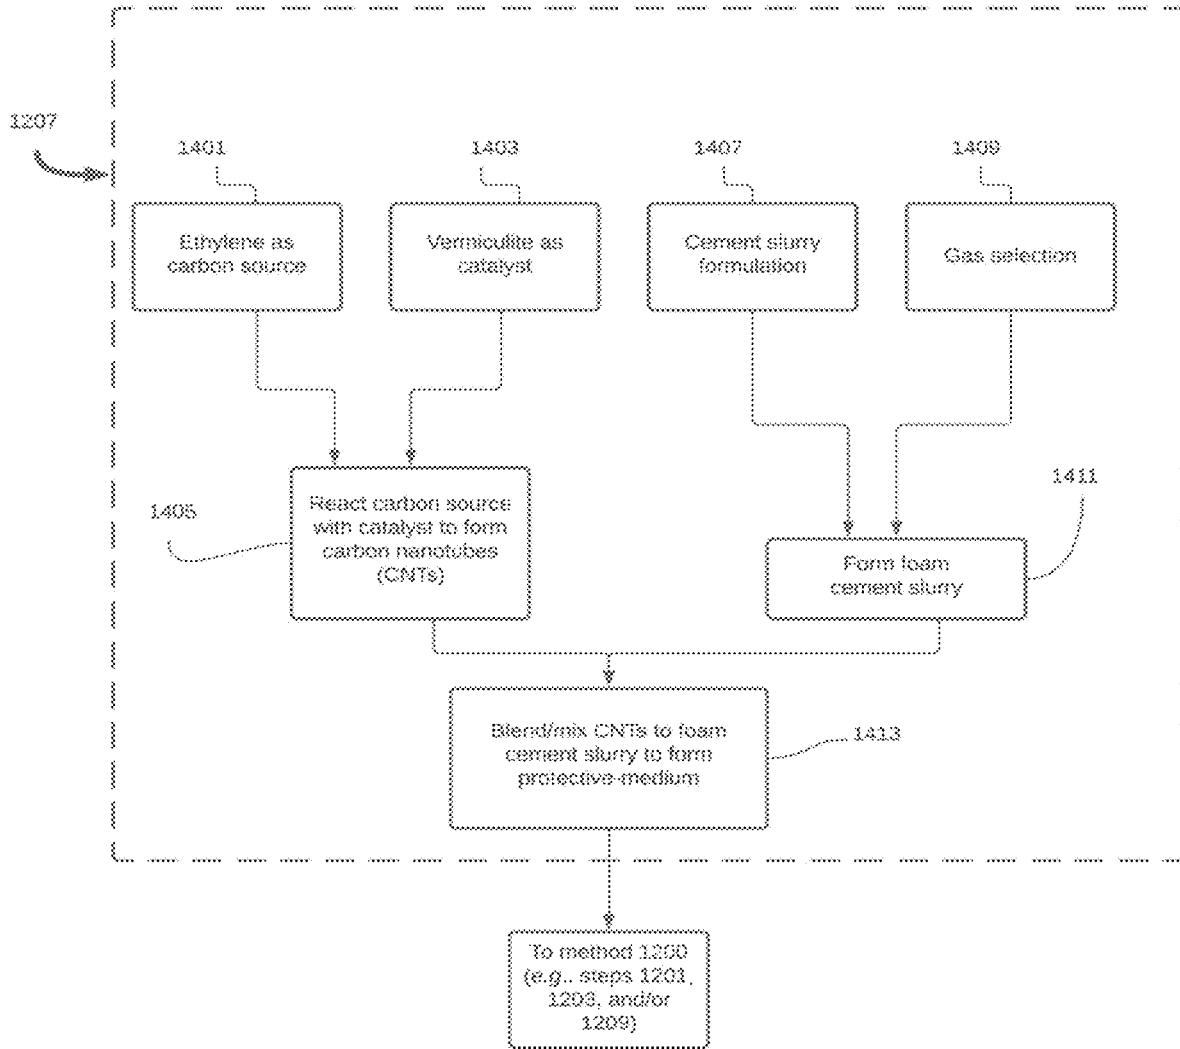 1207
1401
1403
1407
1409
Ethylene as
carbon source
Vermiculite as
catalyst
Cement slurry
formulation
Gas selection
1405
React carbon source
with catalyst to form
carbon nanotubes
(CNTs)
1411
Form foam
cement slurry
Blend/mix CNTs to foam
cement slurry to form
protective-medium
1413
To method 1200
(e.g., steps 1201,
1203, and/or
1209)